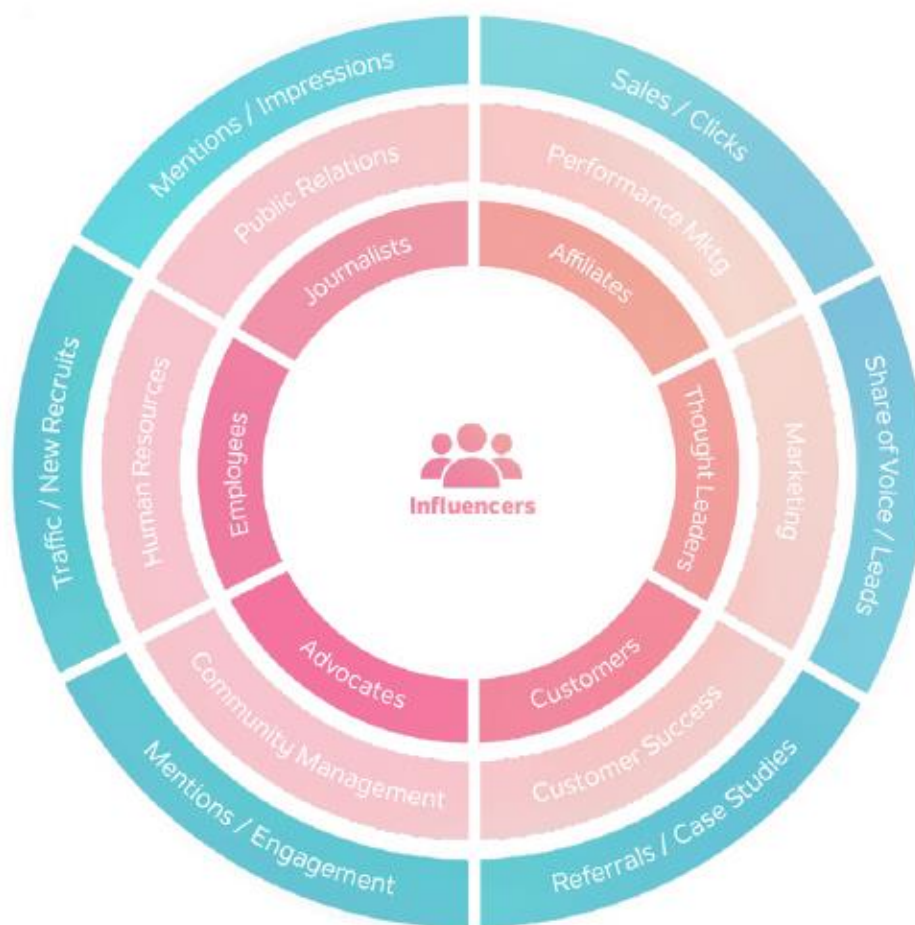 Mentions / Impressions
Sales / Clicks
Public Relations
Performance Mktg
Journalists
Affiliates
Traffic / New Recruits
Human Resources
Employees
Influencers
Thought Leaders
Marketing
Share of Voice / Leads
Advocates
Customers
Community Management
Customer Success
Mentions / Engagement
Referrals / Case Studies